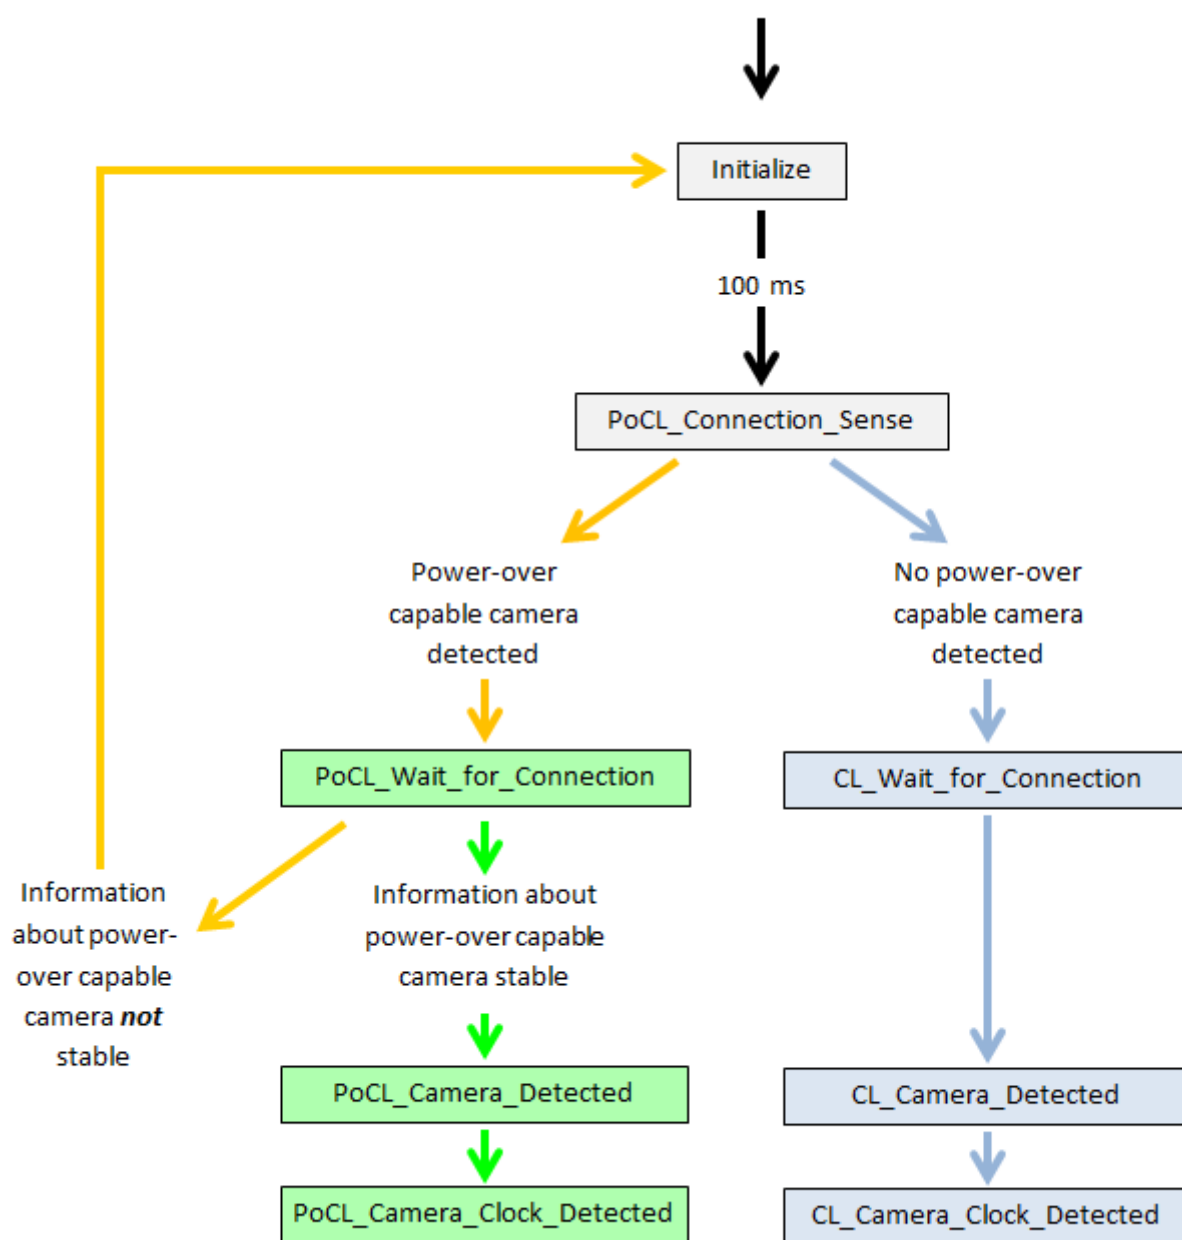 Initialize
100 ms
PoCL_Connection_Sense
Power-over
capable camera
detected
No power-over
capable camera
detected
PoCL_Wait_for_Connection
CL_Wait_for_Connection
Information
about power-
over capable
camera not
stable
Information about
power-over capable
camera stable
PoCL_Camera_Detected
CL_Camera_Detected
PoCL_Camera_Clock_Detected
CL_Camera_Clock_Detected